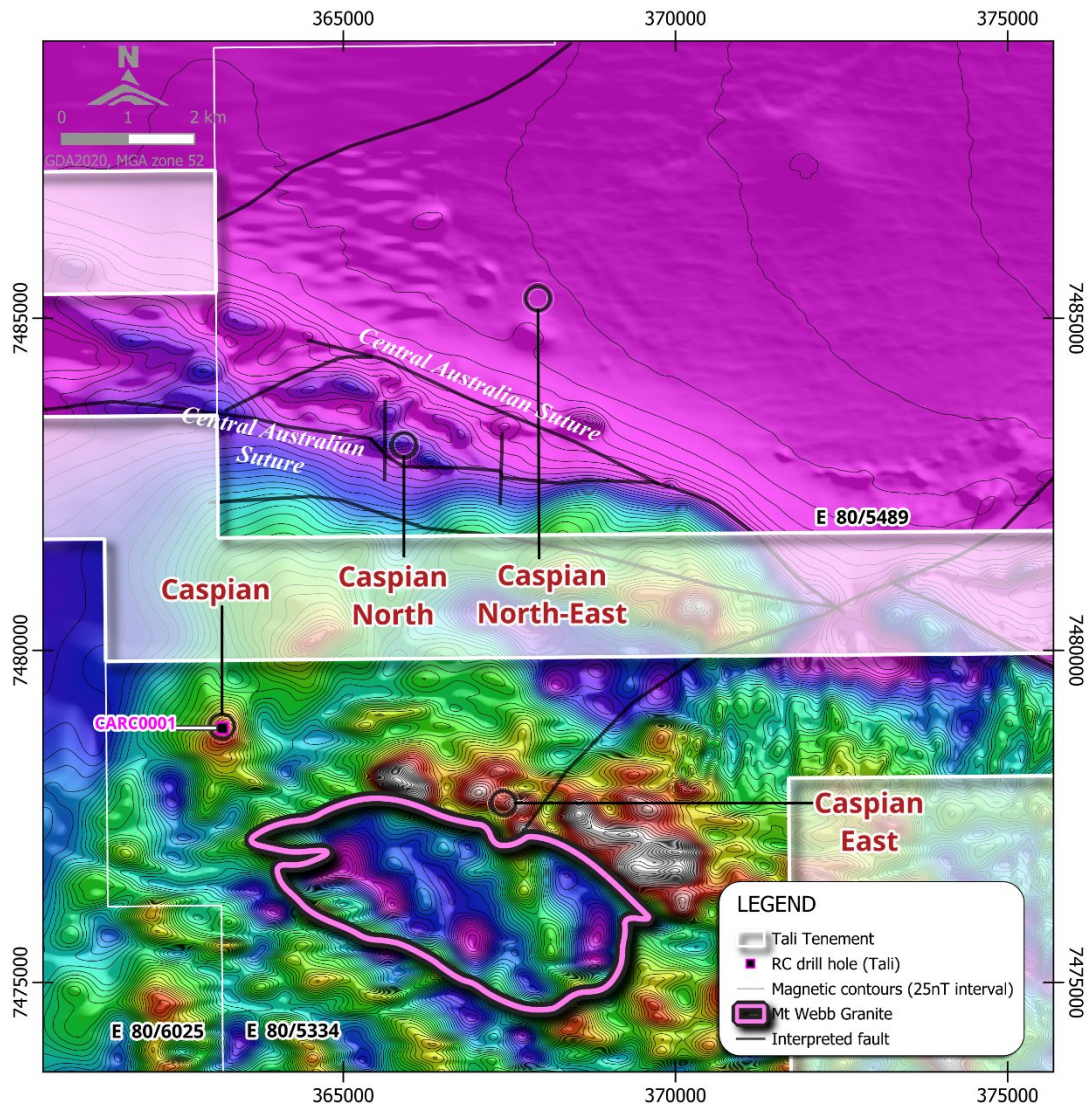 365000
370000
375000
N
0
1
2 km
GDA2020, MGA zone 52
7485000
7485000
Central Australian Suture
Central Australian
Suture
E 80/5489
Caspian
Caspian
North
Caspian
North-East
7480000
7480000
CARC0001
Caspian
East
LEGEND
Tali Tenement
RC drill hole (Tali)
Magnetic contours (25nT interval)
Mt Webb Granite
Interpreted fault
7475000
7475000
E 80/6025
E 80/5334
365000
370000
375000